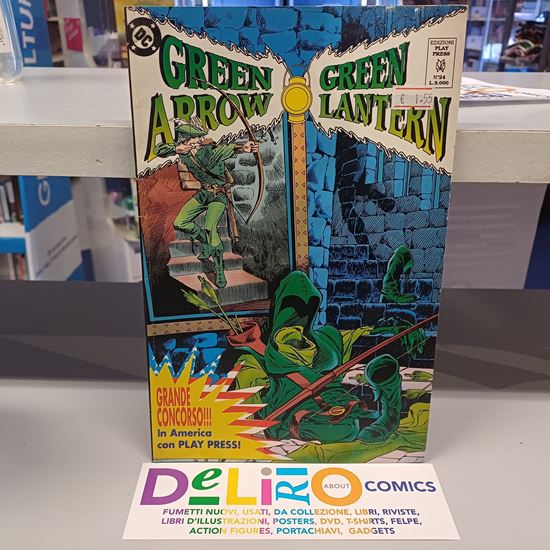 DC
GREEN
ARROW
GREEN
LANTERN
EDIZIONI
PLAY
PRESS
N°24
L. 3.000
€ 1.55
GRANDE
CONCORSO!!!
In America
con PLAY PRESS!
DeLiRiO ABOUT COMICS
FUMETTI NUOVI, USATI, DA COLLEZIONE, LIBRI, RIVISTE,
LIBRI D'ILLUSTRAZIONI, POSTERS, DVD, T-SHIRTS, FELPE,
ACTION FIGURES, PORTACHIAVI, GADGETS